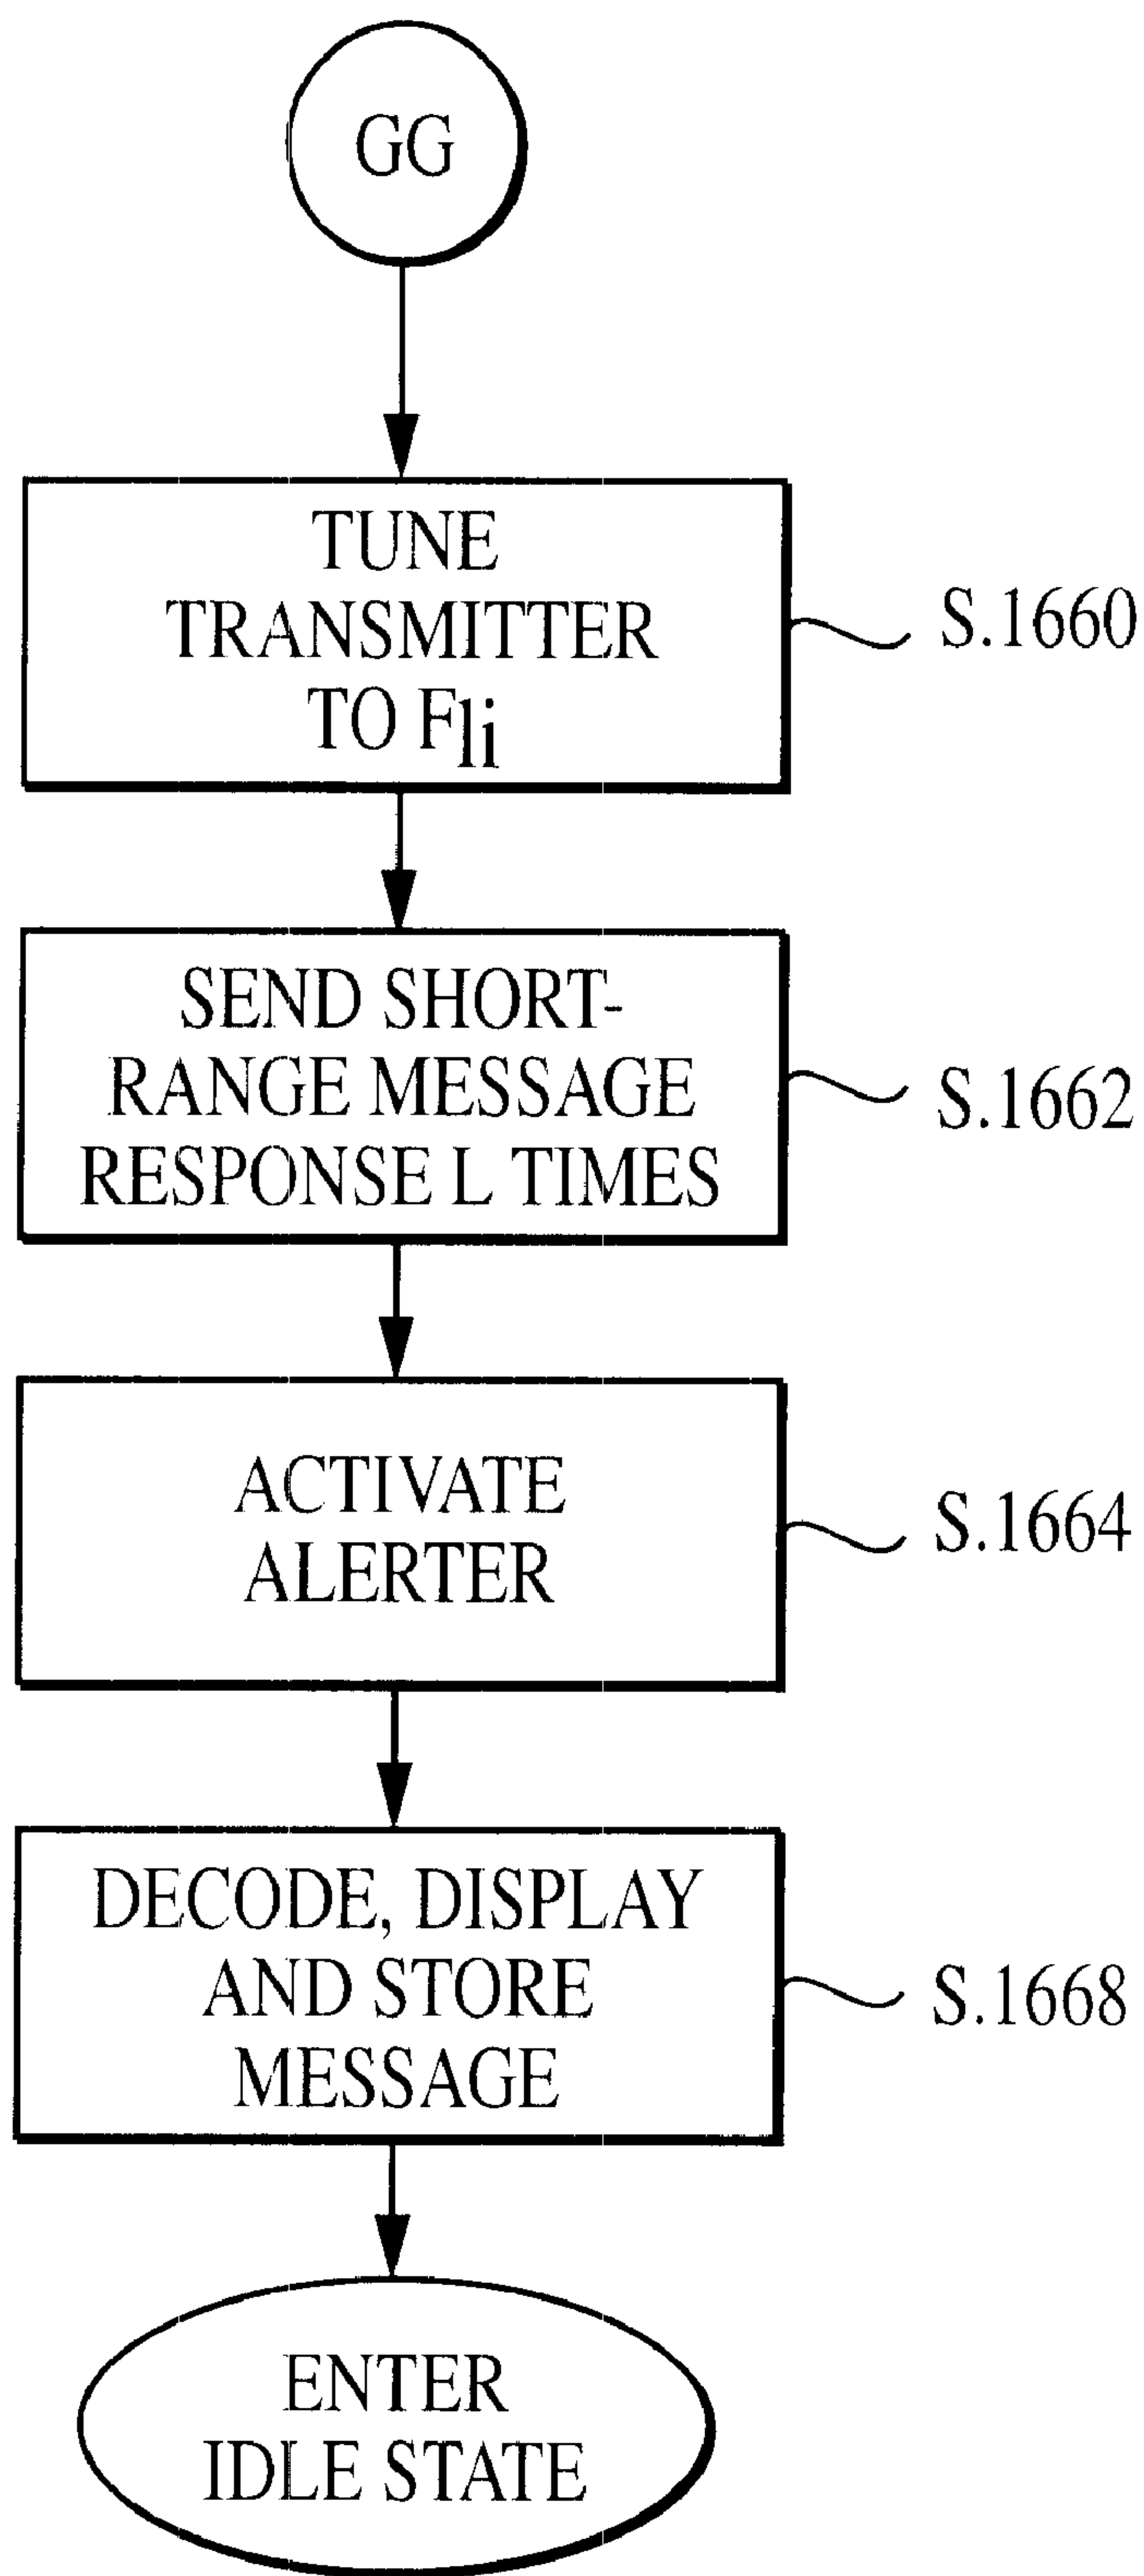 GG
TUNE
TRANSMITTER
TO Fli
S.1660
SEND SHORT-
RANGE MESSAGE
RESPONSE L TIMES
S.1662
ACTIVATE
ALERTER
S.1664
DECODE, DISPLAY
AND STORE
MESSAGE
S.1668
ENTER
IDLE STATE